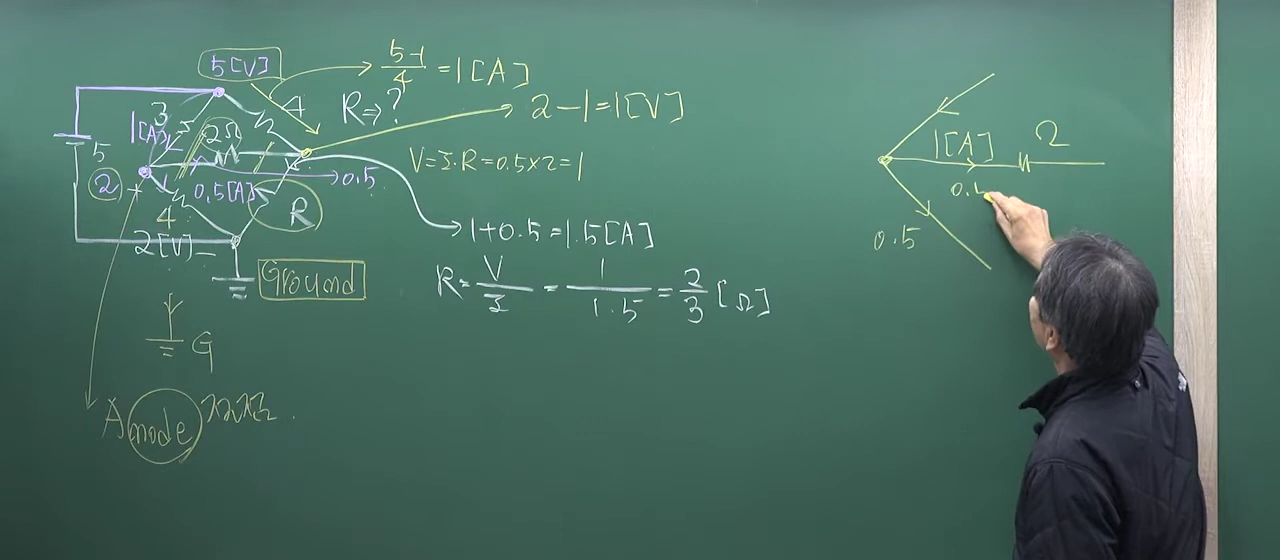 5[V]
5-1/4 = 1[A]
3
4
R ⇒ ?
2 - 1 = 1[V]
1[A]
2Ω
5
V = I·R = 0.5×2 = 1
2
0.5[A]
0.5
R
4
2[V]
1 + 0.5 = 1.5[A]
Ground
R = V/I = 1/1.5 = 2/3 [Ω]
G
A node
1[A]
2
0.5